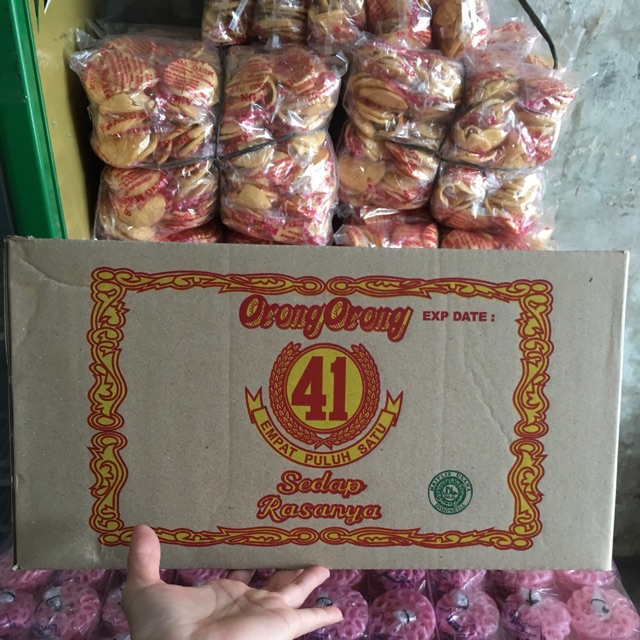 OrongOrong
EXP DATE :
41
EMPAT PULUH SATU
Sedap
Rasanya